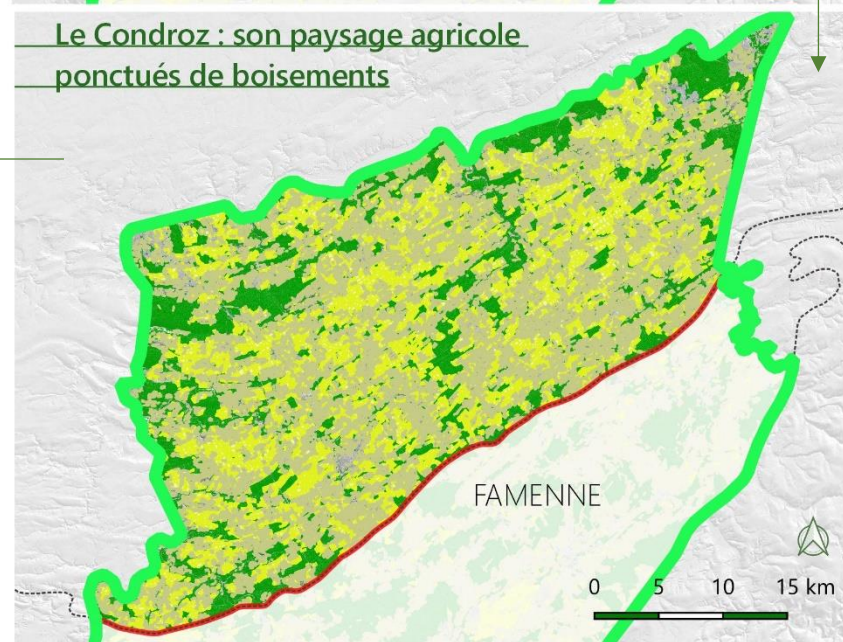 Le Condroz : son paysage agricole
ponctués de boisements
FAMENNE
0 5 10 15 km